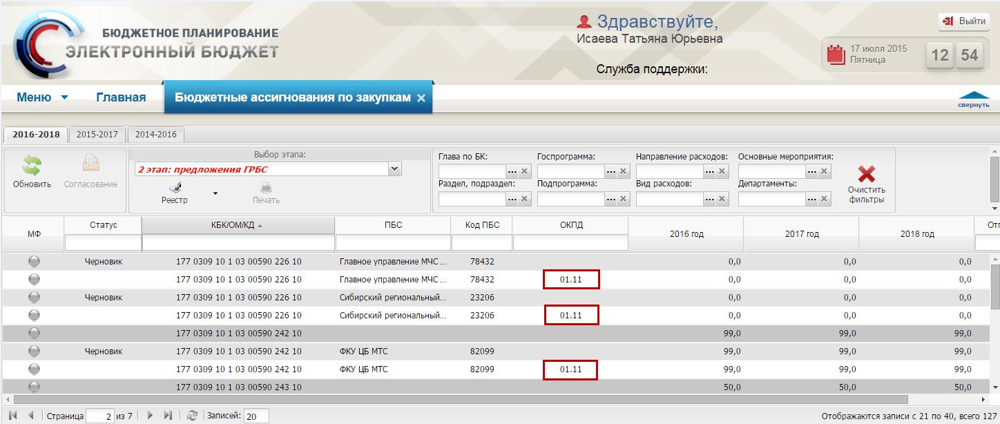 БЮДЖЕТНОЕ ПЛАНИРОВАНИЕ
ЭЛЕКТРОННЫЙ БЮДЖЕТ
Здравствуйте,
Исаева Татьяна Юрьевна
Служба поддержки:
Выйти
17 июля 2015
Пятница
12 54
Меню Главная Бюджетные ассигнования по закупкам
свернуть
2016-2018 2015-2017 2014-2016
Обновить Согласование
Выбор этапа:
2 этап: предложения ГРБС
Реестр Печать
Глава по БК: Госпрограмма: Направление расходов: Основные мероприятия:
Раздел, подраздел: Подпрограмма: Вид расходов: Департаменты:
Очистить
фильтры
МФ Статус КБК/ОМ/КД ПБС Код ПБС ОКПД 2016 год 2017 год 2018 год
Черновик 177 0309 10 1 03 00590 226 10 Главное управление МЧС ... 78432 0,0 0,0 0,0
177 0309 10 1 03 00590 226 10 Главное управление МЧС ... 78432 01.11 0,0 0,0 0,0
Черновик 177 0309 10 1 03 00590 226 10 Сибирский региональный... 23206 0,0 0,0 0,0
177 0309 10 1 03 00590 226 10 Сибирский региональный... 23206 01.11 0,0 0,0 0,0
177 0309 10 1 03 00590 242 10 99,0 99,0 99,0
Черновик 177 0309 10 1 03 00590 242 10 ФКУ ЦБ МТС 82099 99,0 99,0 99,0
177 0309 10 1 03 00590 242 10 ФКУ ЦБ МТС 82099 01.11 99,0 99,0 99,0
177 0309 10 1 03 00590 243 10 50,0 50,0 50,0
Страница 2 из 7 Записей: 20 Отображаются записи с 21 по 40, всего 127